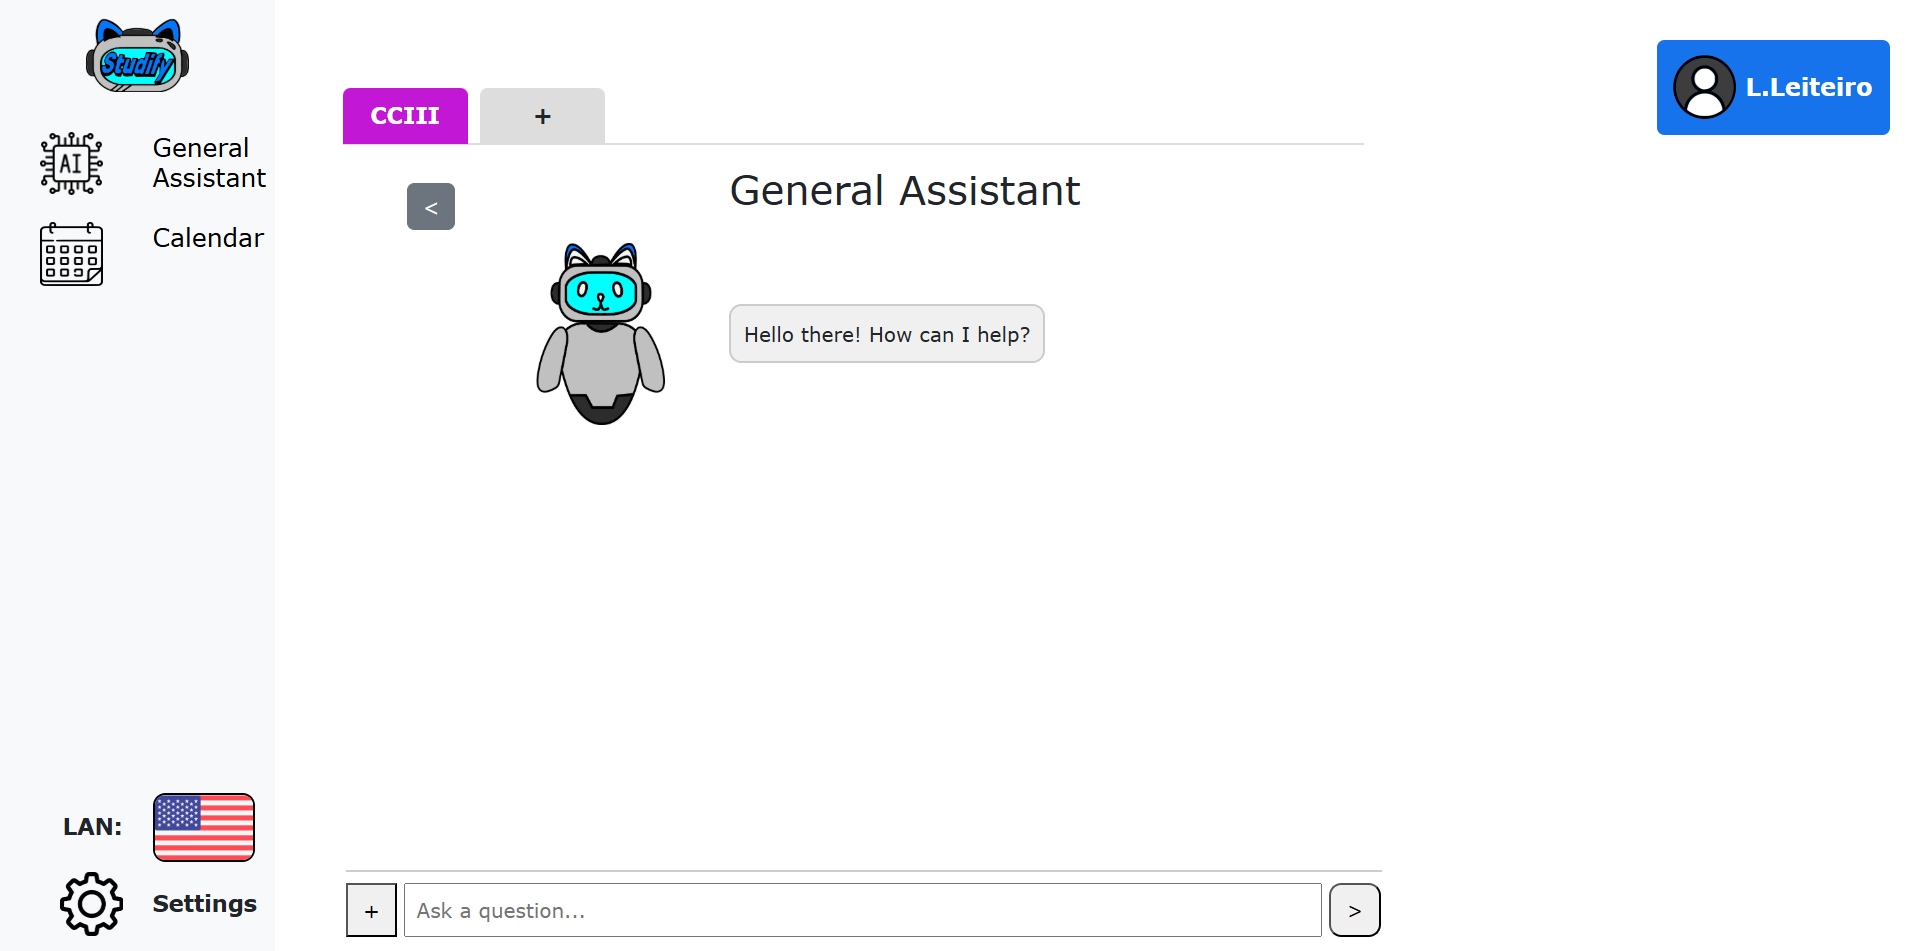 Studify
General
Assistant
Calendar
LAN:
Settings
CCIII
+
L.Leiteiro
<
General Assistant
Hello there! How can I help?
+
Ask a question...
>
AI